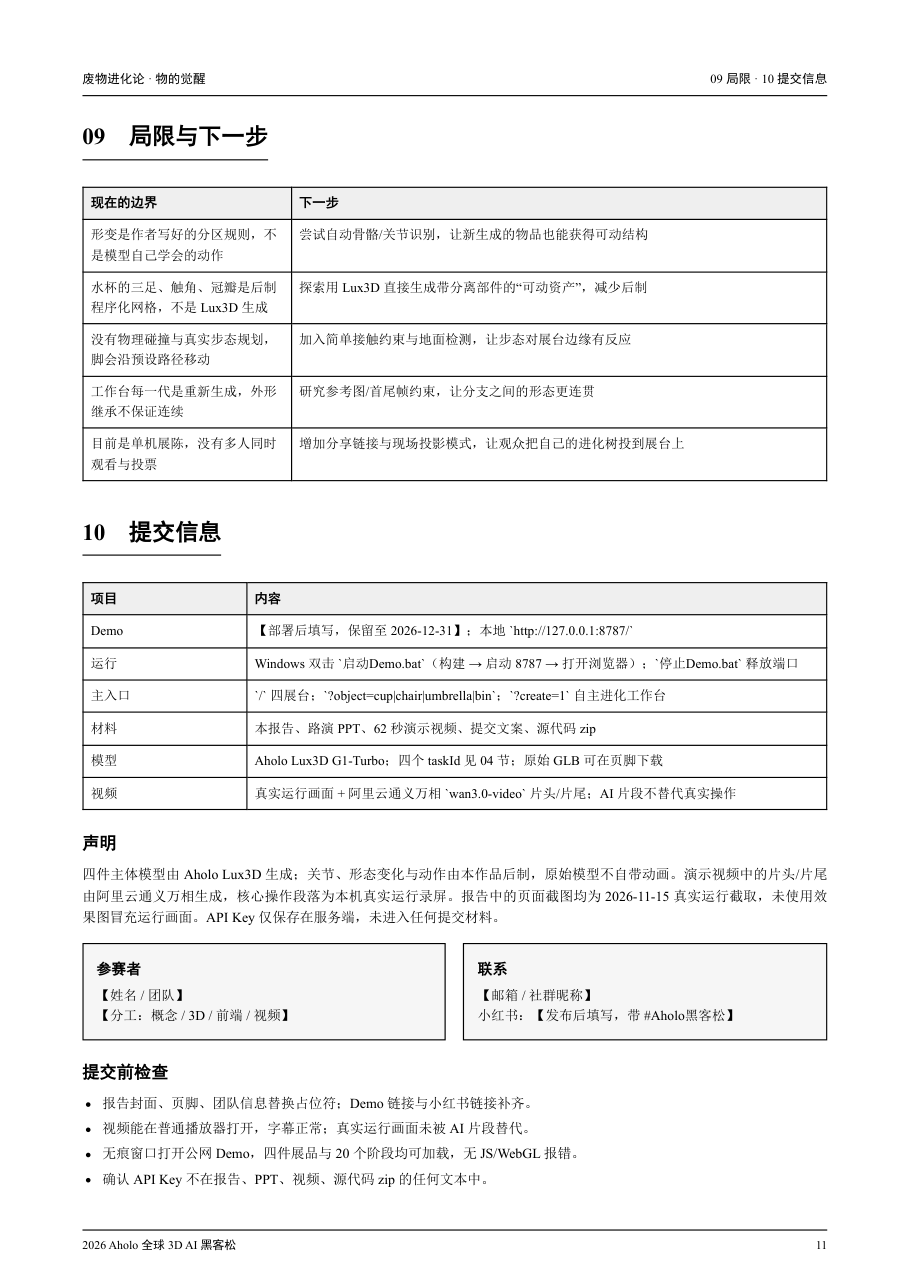 废物进化论 · 物的觉醒
09 局限 · 10 提交信息
09 局限与下一步
现在的边界
下一步
形变是作者写好的分区规则，不
是模型自己学会的动作
尝试自动骨骼/关节识别，让新生成的物品也能获得可动结构
水杯的三足、触角、冠瓣是后制
程序化网格，不是 Lux3D 生成
探索用 Lux3D 直接生成带分离部件的“可动资产”，减少后制
没有物理碰撞与真实步态规划，
脚会沿预设路径移动
加入简单接触约束与地面检测，让步态对展台边缘有反应
工作台每一代是重新生成，外形
继承不保证连续
研究参考图/首尾帧约束，让分支之间的形态更连贯
目前是单机展陈，没有多人同时
观看与投票
增加分享链接与现场投影模式，让观众把自己的进化树投到展台上
10 提交信息
项目
内容
Demo
【部署后填写，保留至 2026-12-31】；本地 `http://127.0.0.1:8787/`
运行
Windows 双击 `启动Demo.bat`（构建 → 启动 8787 → 打开浏览器）；`停止Demo.bat` 释放端口
主入口
`/` 四展台；`?object=cup|chair|umbrella|bin`；`?create=1` 自主进化工作台
材料
本报告、路演 PPT、62 秒演示视频、提交文案、源代码 zip
模型
Aholo Lux3D G1-Turbo；四个 taskId 见 04 节；原始 GLB 可在页脚下载
视频
真实运行画面 + 阿里云通义万相 `wan3.0-video` 片头/片尾；AI 片段不替代真实操作
声明
四件主体模型由 Aholo Lux3D 生成；关节、形态变化与动作由本作品后制，原始模型不自带动画。演示视频中的片头/片尾
由阿里云通义万相生成，核心操作段落为本机真实运行录屏。报告中的页面截图均为 2026-11-15 真实运行截取，未使用效
果图冒充运行画面。API Key 仅保存在服务端，未进入任何提交材料。
参赛者
【姓名 / 团队】
【分工：概念 / 3D / 前端 / 视频】
联系
【邮箱 / 社群昵称】
小红书：【发布后填写，带 #Aholo黑客松】
提交前检查
• 报告封面、页脚、团队信息替换占位符；Demo 链接与小红书链接补齐。
• 视频能在普通播放器打开，字幕正常；真实运行画面未被 AI 片段替代。
• 无痕窗口打开公网 Demo，四件展品与 20 个阶段均可加载，无 JS/WebGL 报错。
• 确认 API Key 不在报告、PPT、视频、源代码 zip 的任何文本中。
2026 Aholo 全球 3D AI 黑客松
11